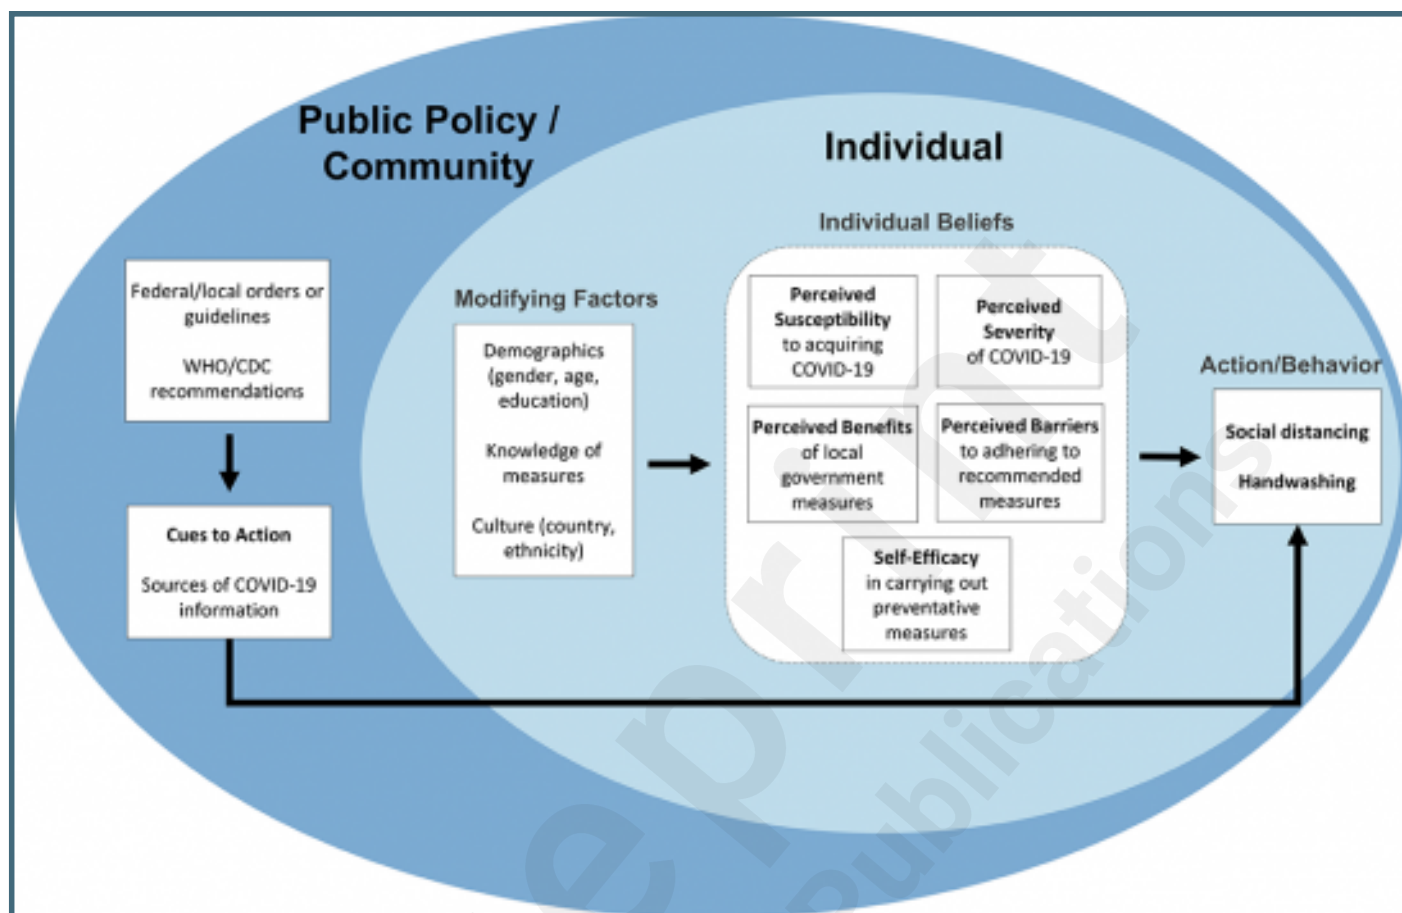 Public Policy /
Community
Individual
Individual Beliefs
Federal/local orders or
guidelines
WHO/CDC
recommendations
Cues to Action
Sources of COVID-19
information
Modifying Factors
Demographics
(gender, age,
education)
Knowledge of
measures
Culture (country,
ethnicity)
Perceived
Susceptibility
to acquiring
COVID-19
Perceived
Severity
of COVID-19
Perceived Benefits
of local
government
measures
Perceived Barriers
to adhering to
recommended
measures
Self-Efficacy
in carrying out
preventative
measures
Action/Behavior
Social distancing
Handwashing
Publications